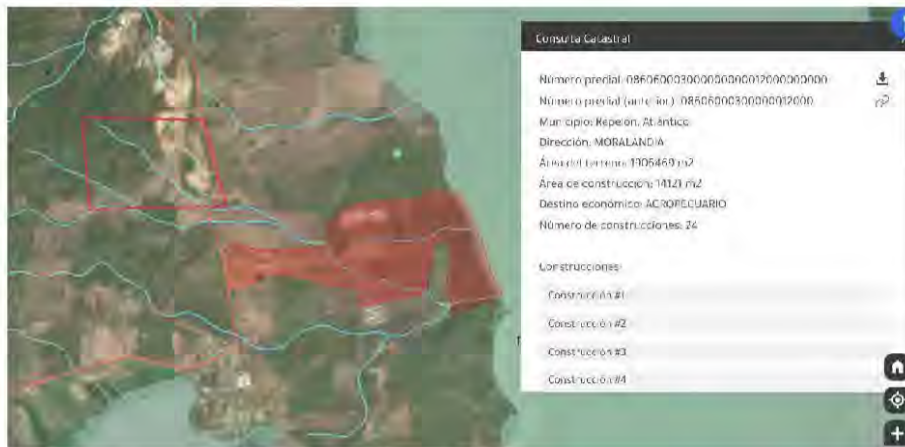 Consulta Catastral
Número predial: 086060003000000000012000000000
Número predial (anterior): 08606000300000012000
Municipio: Repelón, Atlántico
Dirección: MORALANDIA
Área del terreno: 1905469 m2
Área de construcción: 14121 m2
Destino económico: AGROPECUARIO
Número de construcciones: 24
Construcciones
Construcción #1
Construcción #2
Construcción #3
Construcción #4